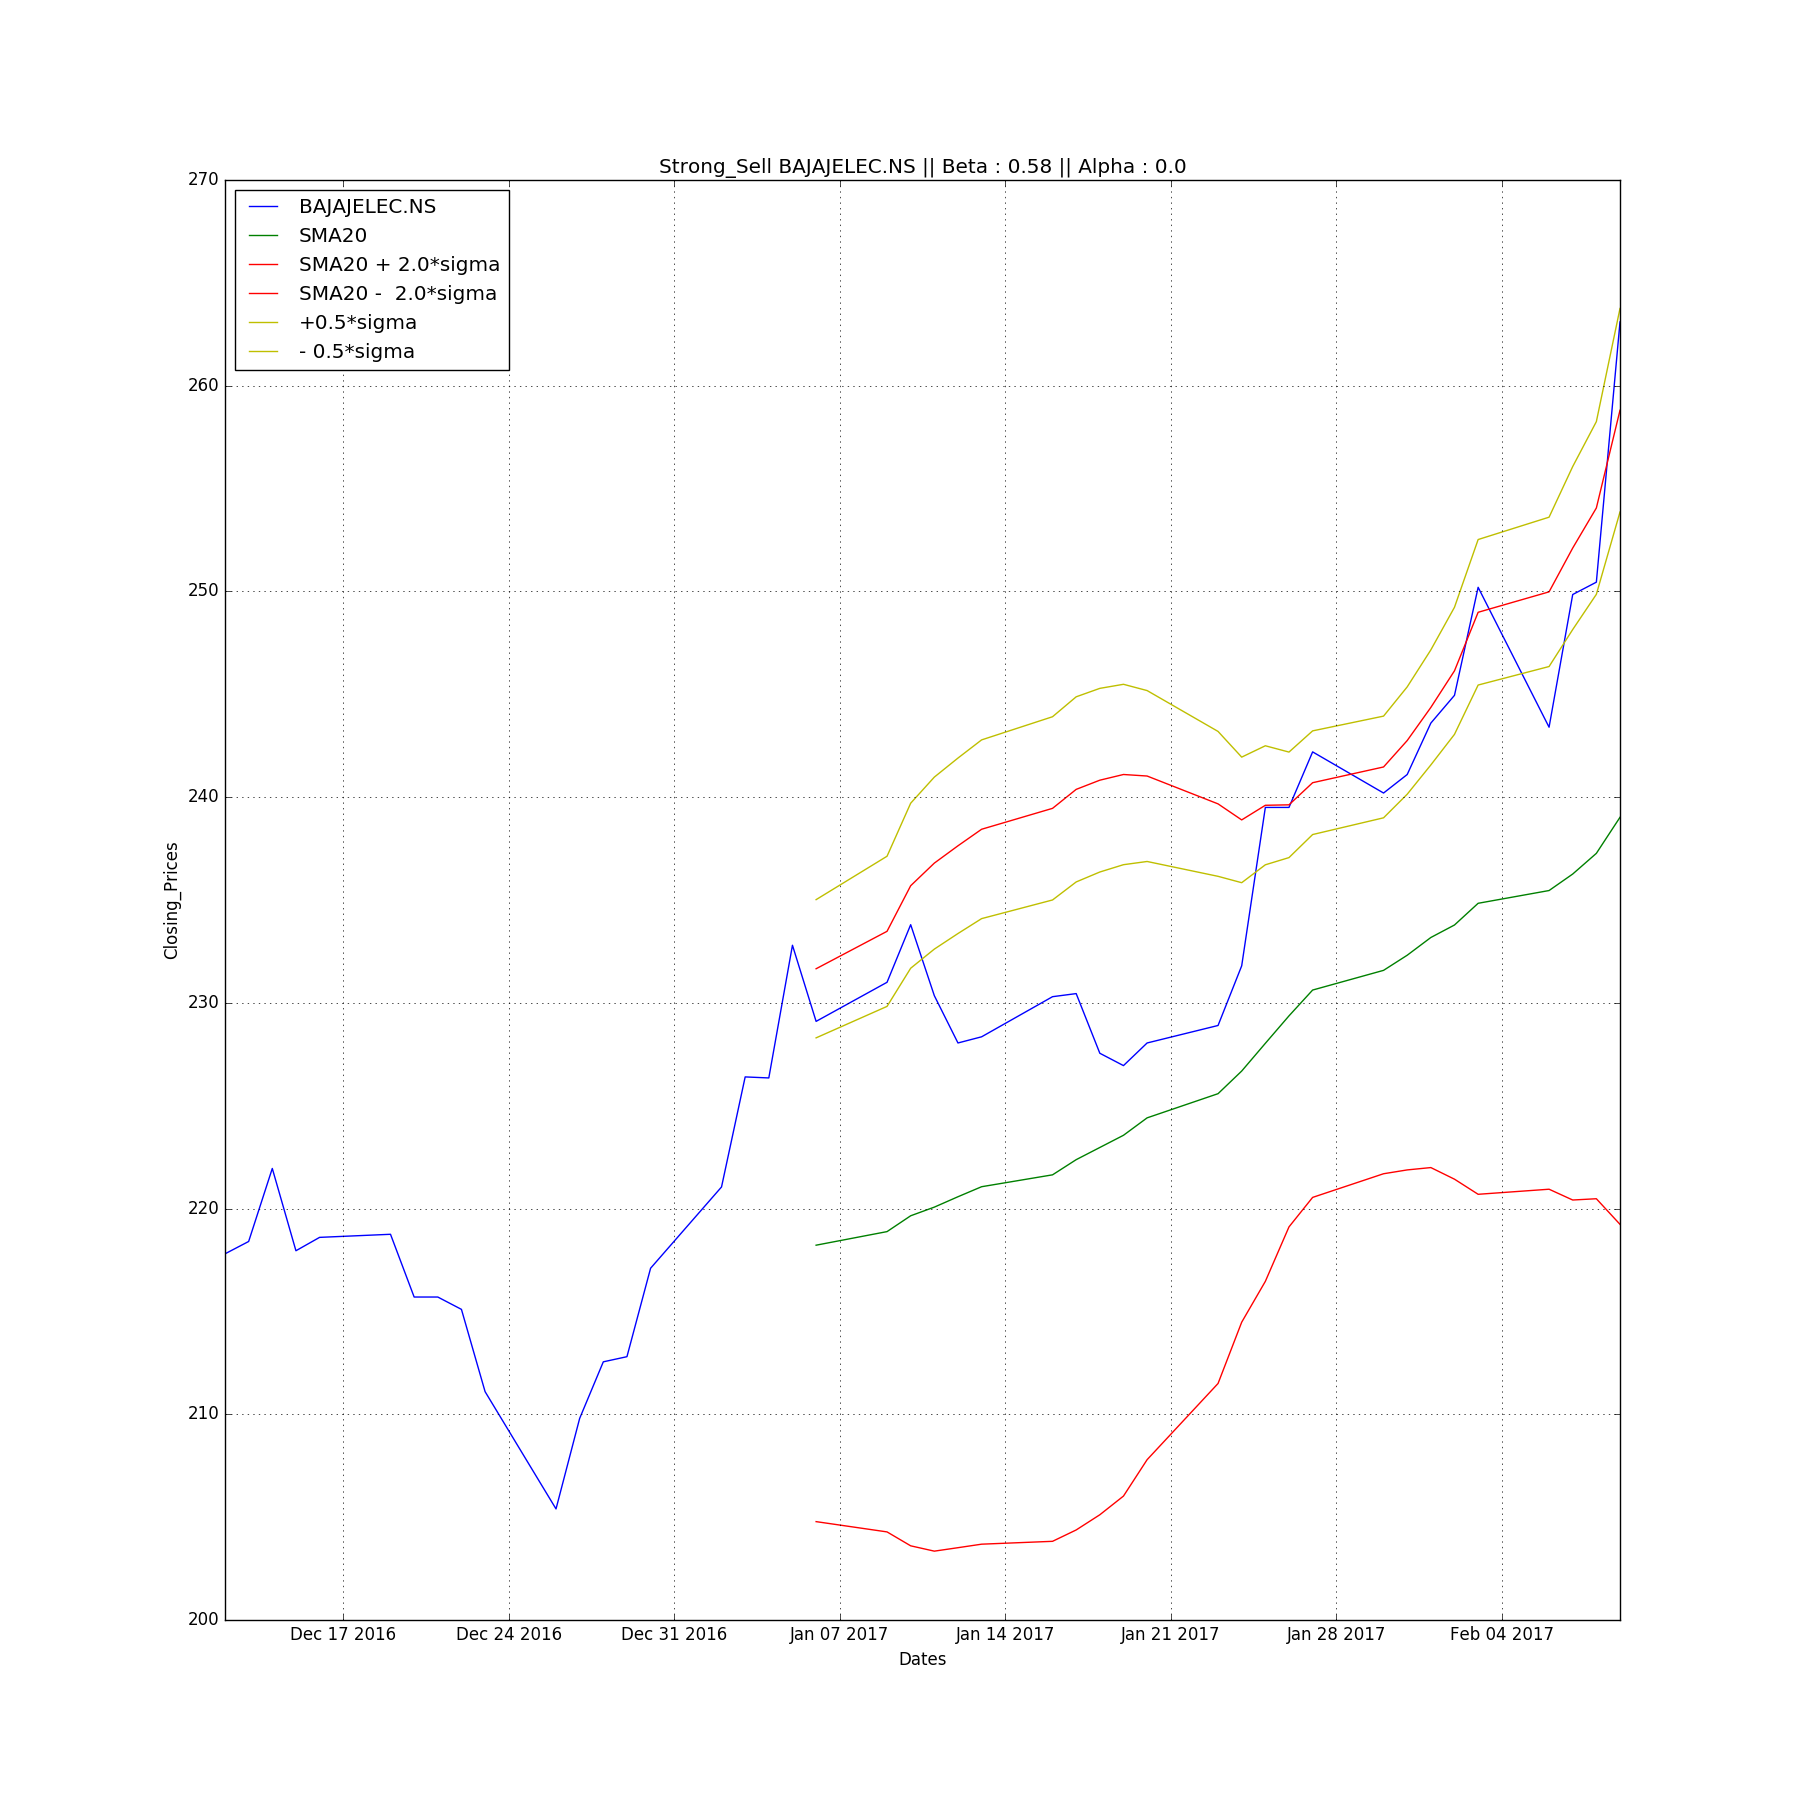 Strong_Sell BAJAJELEC.NS || Beta : 0.58 || Alpha : 0.0
270
260
250
240
230
220
210
200
BAJAJELEC.NS
SMA20
SMA20 + 2.0*sigma
SMA20 -  2.0*sigma
+0.5*sigma
- 0.5*sigma
Closing_Prices
Dec 17 2016
Dec 24 2016
Dec 31 2016
Jan 07 2017
Jan 14 2017
Jan 21 2017
Jan 28 2017
Feb 04 2017
Dates